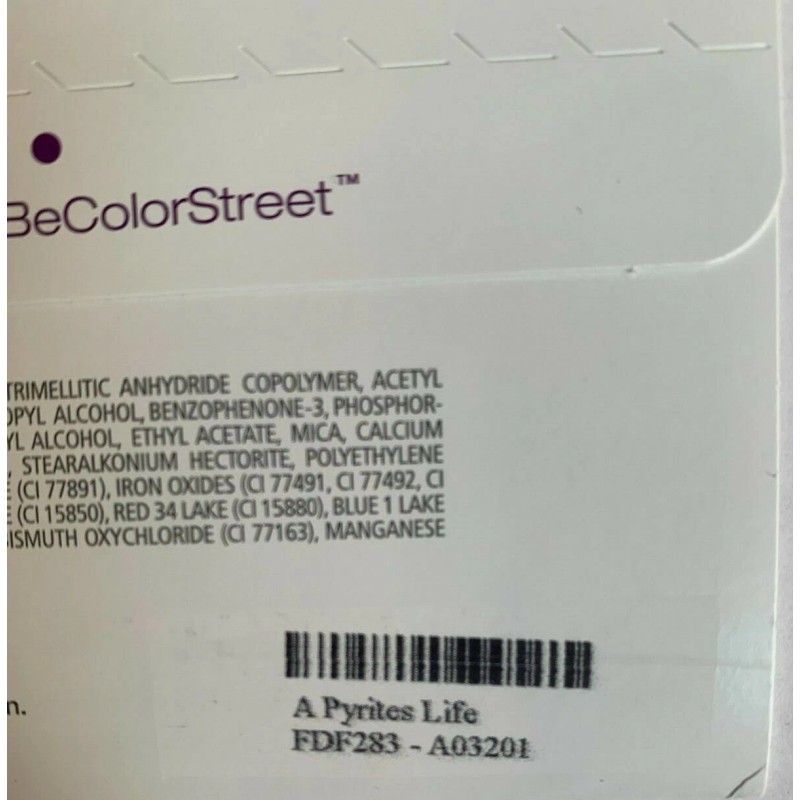 BeColorStreet™
TRIMELLITIC ANHYDRIDE COPOLYMER, ACETYL
OPYL ALCOHOL, BENZOPHENONE-3, PHOSPHOR-
YL ALCOHOL, ETHYL ACETATE, MICA, CALCIUM
, STEARALKONIUM HECTORITE, POLYETHYLENE
E (CI 77891), IRON OXIDES (CI 77491, CI 77492, CI
E (CI 15850), RED 34 LAKE (CI 15880), BLUE 1 LAKE
ISMUTH OXYCHLORIDE (CI 77163), MANGANESE
n.
A Pyrites Life
FDF283 - A03201